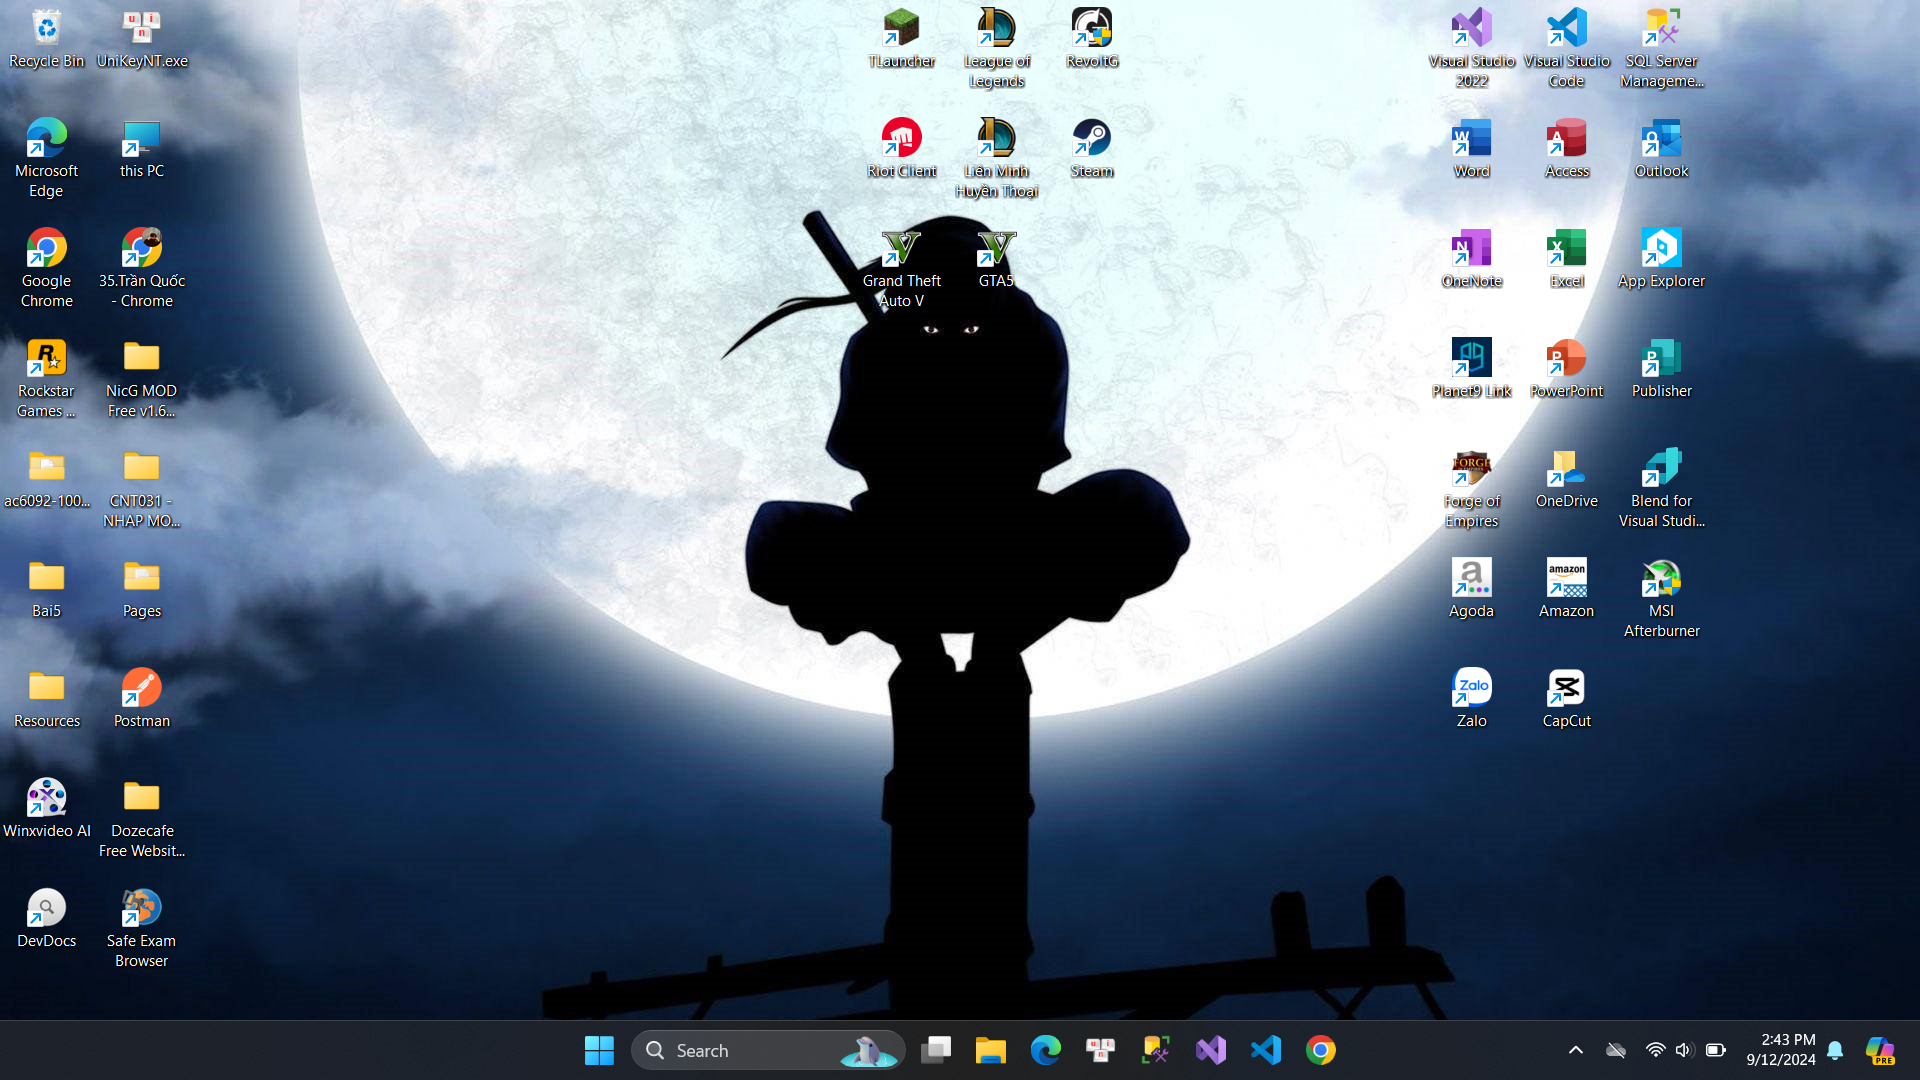 Recycle Bin
UniKeyNT.exe
Microsoft
Edge
this PC
Google
Chrome
35.Trần Quốc
- Chrome
Rockstar
Games ...
NicG MOD
Free v1.6...
ac6092-100...
CNT031 -
NHAP MO...
Bai5
Pages
Resources
Postman
Winxvideo AI
Dozecafe
Free Websit...
DevDocs
Safe Exam
Browser
TLauncher
League of
Legends
RevoltG
Riot Client
Liên Minh
Huyền Thoại
Steam
Grand Theft
Auto V
GTA5
Visual Studio
2022
Visual Studio
Code
SQL Server
Manageme...
Word
Access
Outlook
OneNote
Excel
App Explorer
Planet9 Link
PowerPoint
Publisher
FORGE
Forge of
Empires
OneDrive
Blend for
Visual Studi...
a
Agoda
amazon
Amazon
MSI
Afterburner
Zalo
Zalo
CapCut
Search
2:43 PM
9/12/2024
PRE